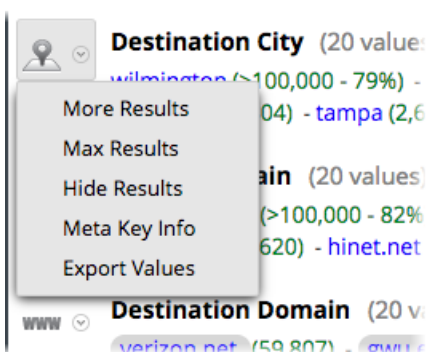 Destination City (20 value
wilmington (>100,000 - 79%) -
More Results
04) - tampa (2,6
Max Results
ain (20 values)
Hide Results
(>100,000 - 82%
Meta Key Info
620) - hinet.net
Export Values
www
Destination Domain (20 v
verizon.net (59,807) - gwu.